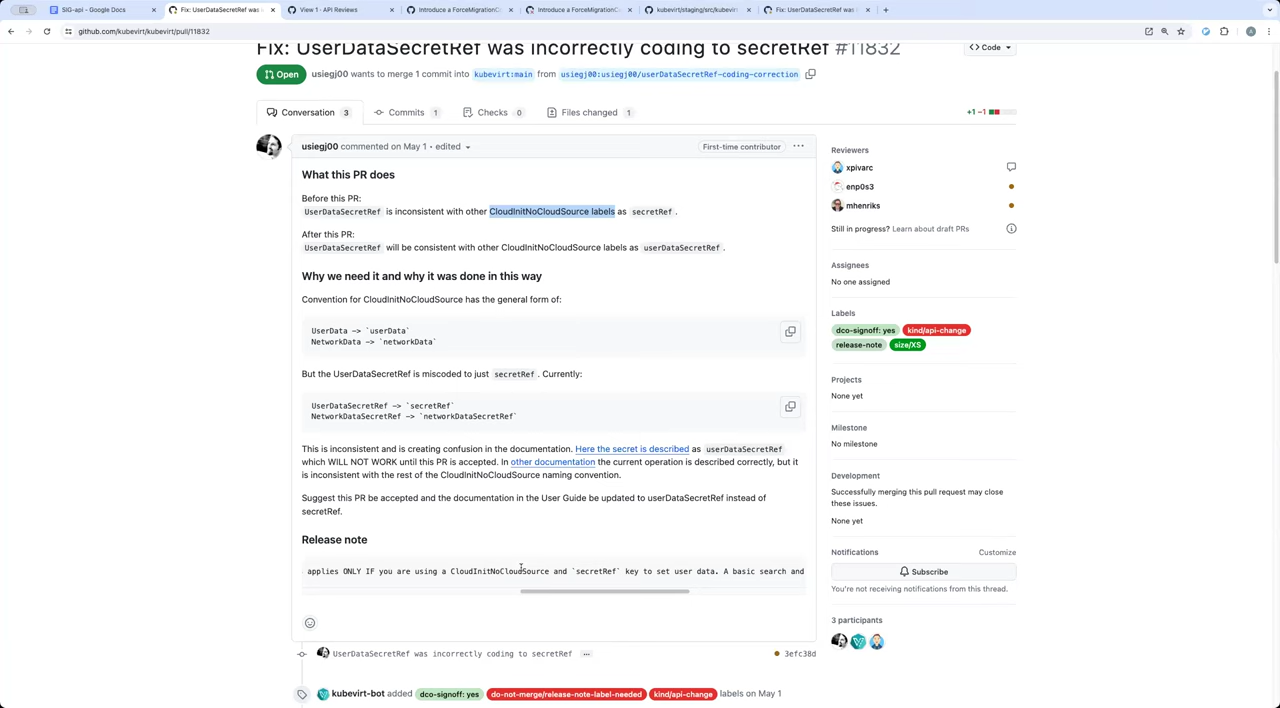 SIG-api - Google Docs
Fix: UserDataSecretRef was
View 1 · API Reviews
Introduce a ForceMigrationC
Introduce a ForceMigrationC
kubevirt/staging/src/kubevirt
Fix: UserDataSecretRef was
github.com/kubevirt/kubevirt/pull/11832
Fix: UserDataSecretRef was incorrectly coding to secretRef #11832
<> Code
Open
usiegj00 wants to merge 1 commit into kubevirt:main from usiegj00:usiegj00/userDataSecretRef-coding-correction
Conversation 3
Commits 1
Checks 0
Files changed 1
+1 −1
usiegj00 commented on May 1 • edited
First-time contributor
What this PR does
Before this PR:
UserDataSecretRef is inconsistent with other CloudInitNoCloudSource labels as secretRef.
After this PR:
UserDataSecretRef will be consistent with other CloudInitNoCloudSource labels as userDataSecretRef.
Why we need it and why it was done in this way
Convention for CloudInitNoCloudSource has the general form of:
UserData -> `userData`
NetworkData -> `networkData`
But the UserDataSecretRef is miscoded to just secretRef. Currently:
UserDataSecretRef -> `secretRef`
NetworkDataSecretRef -> `networkDataSecretRef`
This is inconsistent and is creating confusion in the documentation. Here the secret is described as userDataSecretRef
which WILL NOT WORK until this PR is accepted. In other documentation the current operation is described correctly, but it
is inconsistent with the rest of the CloudInitNoCloudSource naming convention.
Suggest this PR be accepted and the documentation in the User Guide be updated to userDataSecretRef instead of
secretRef.
Release note
applies ONLY IF you are using a CloudInitNoCloudSource and `secretRef` key to set user data. A basic search and
UserDataSecretRef was incorrectly coding to secretRef ...
3efc38d
kubevirt-bot added dco-signoff: yes do-not-merge/release-note-label-needed kind/api-change labels on May 1
Reviewers
xpivarc
enp0s3
mhenriks
Still in progress? Learn about draft PRs
Assignees
No one assigned
Labels
dco-signoff: yes kind/api-change
release-note size/XS
Projects
None yet
Milestone
No milestone
Development
Successfully merging this pull request may close
these issues.
None yet
Notifications
Customize
Subscribe
You're not receiving notifications from this thread.
3 participants